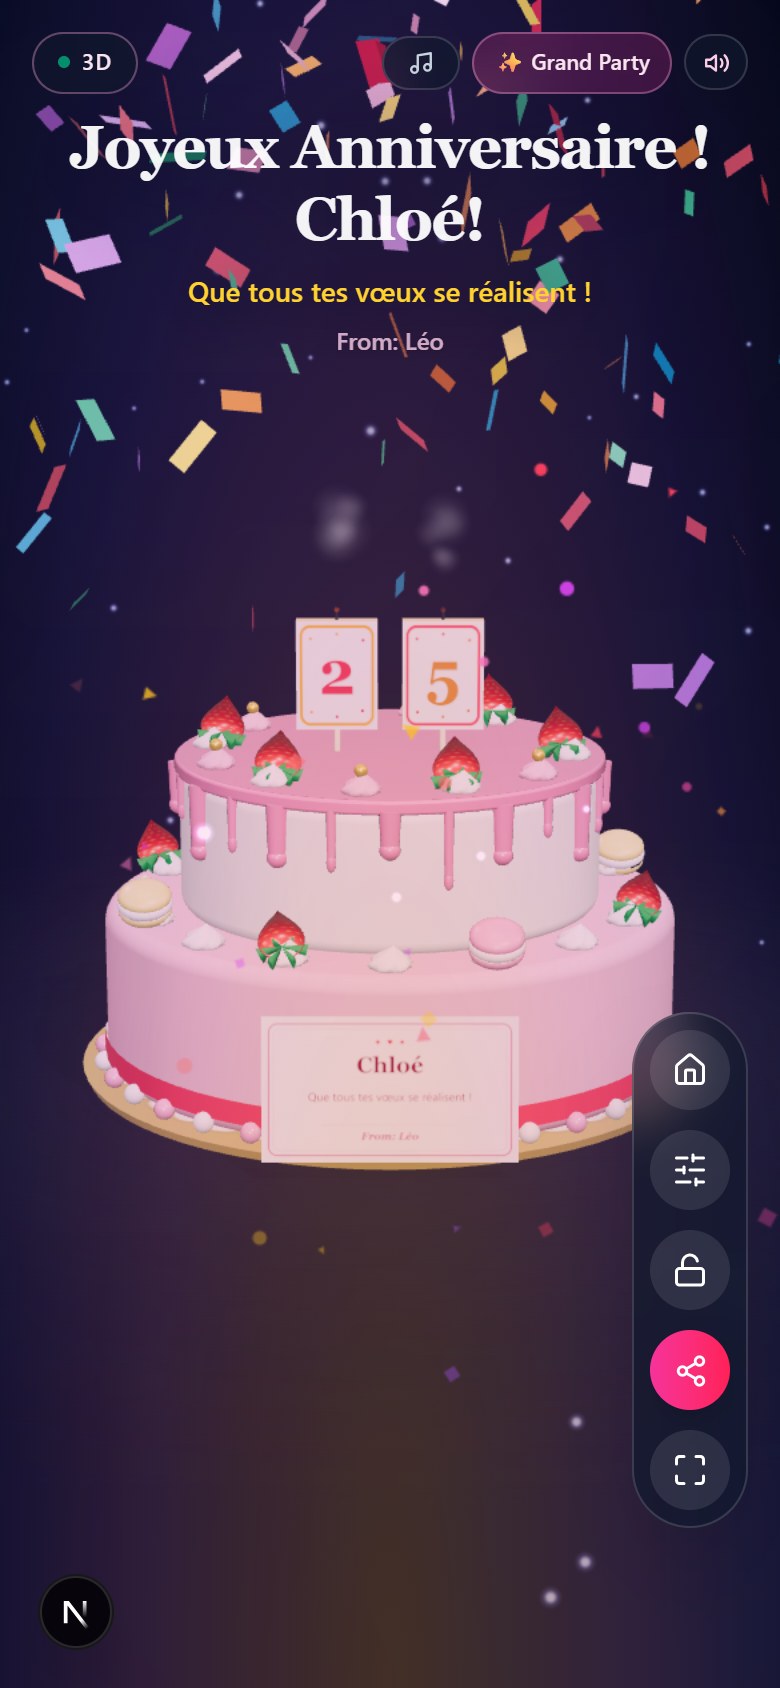 3D
Grand Party
Joyeux Anniversaire !
Chloé!
Que tous tes vœux se réalisent !
From: Léo
2 5
Chloé
Que tous tes vœux se réalisent !
From: Léo
N